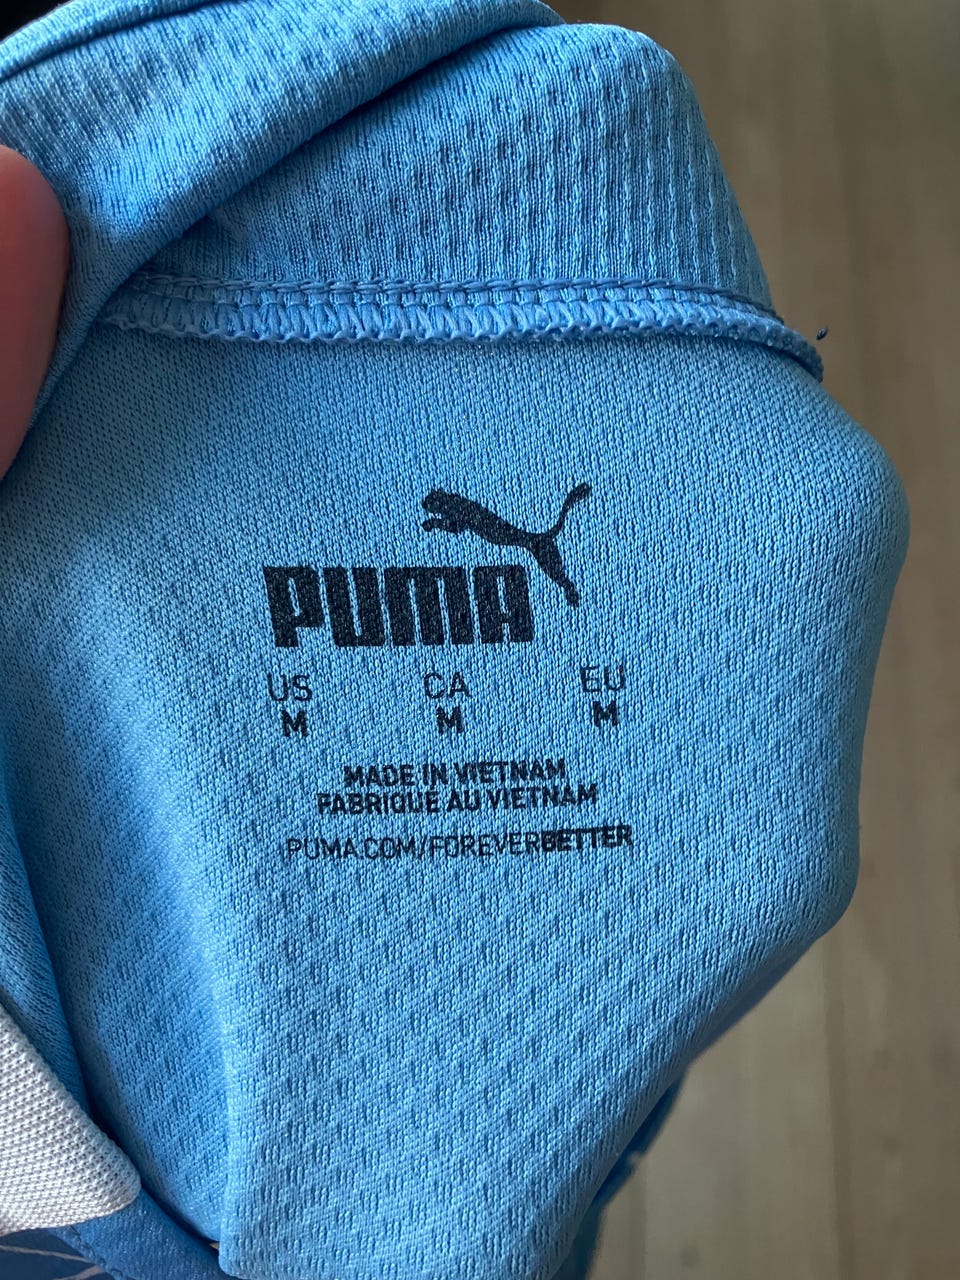 PUMA
US CA EU
M M M
MADE IN VIETNAM
FABRIQUÉ AU VIETNAM
PUMA.COM/FOREVERBETTER